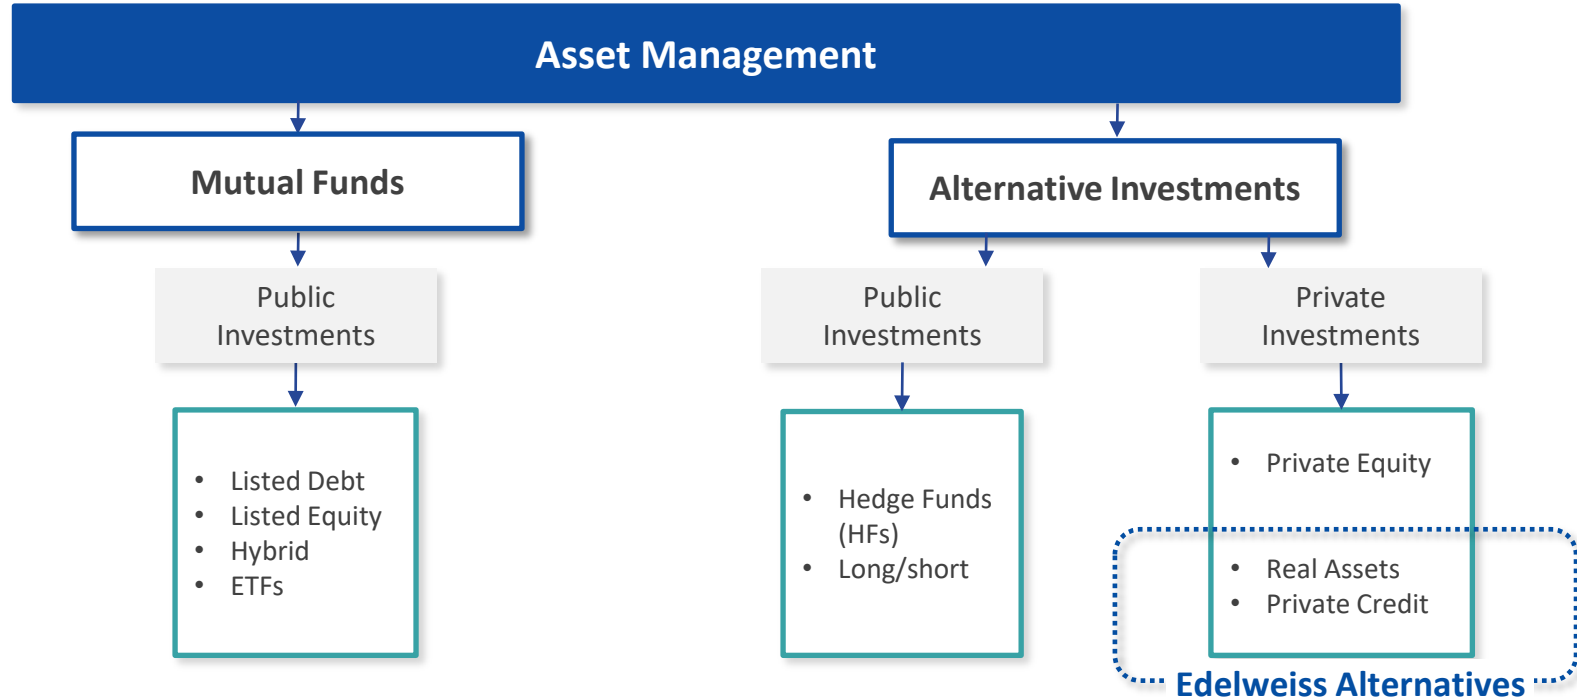 Asset Management
Mutual Funds
Alternative Investments
Public
Investments
Public
Investments
Private
Investments
• Listed Debt
• Listed Equity
• Hybrid
• ETFs
• Hedge Funds
(HFs)
• Long/short
• Private Equity
• Real Assets
• Private Credit
Edelweiss Alternatives